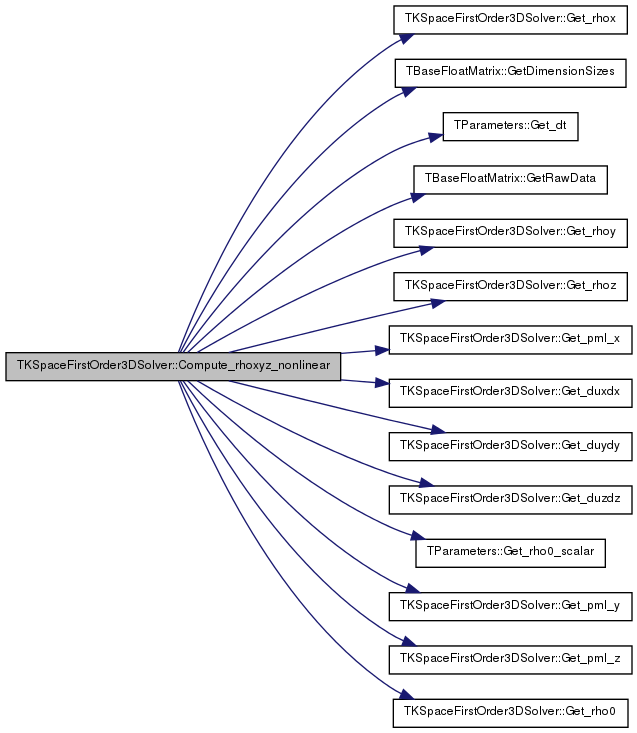 TKSpaceFirstOrder3DSolver::Get_rhox
TBaseFloatMatrix::GetDimensionSizes
TParameters::Get_dt
TBaseFloatMatrix::GetRawData
TKSpaceFirstOrder3DSolver::Get_rhoy
TKSpaceFirstOrder3DSolver::Get_rhoz
TKSpaceFirstOrder3DSolver::Get_pml_x
TKSpaceFirstOrder3DSolver::Compute_rhoxyz_nonlinear
TKSpaceFirstOrder3DSolver::Get_duxdx
TKSpaceFirstOrder3DSolver::Get_duydy
TKSpaceFirstOrder3DSolver::Get_duzdz
TParameters::Get_rho0_scalar
TKSpaceFirstOrder3DSolver::Get_pml_y
TKSpaceFirstOrder3DSolver::Get_pml_z
TKSpaceFirstOrder3DSolver::Get_rho0